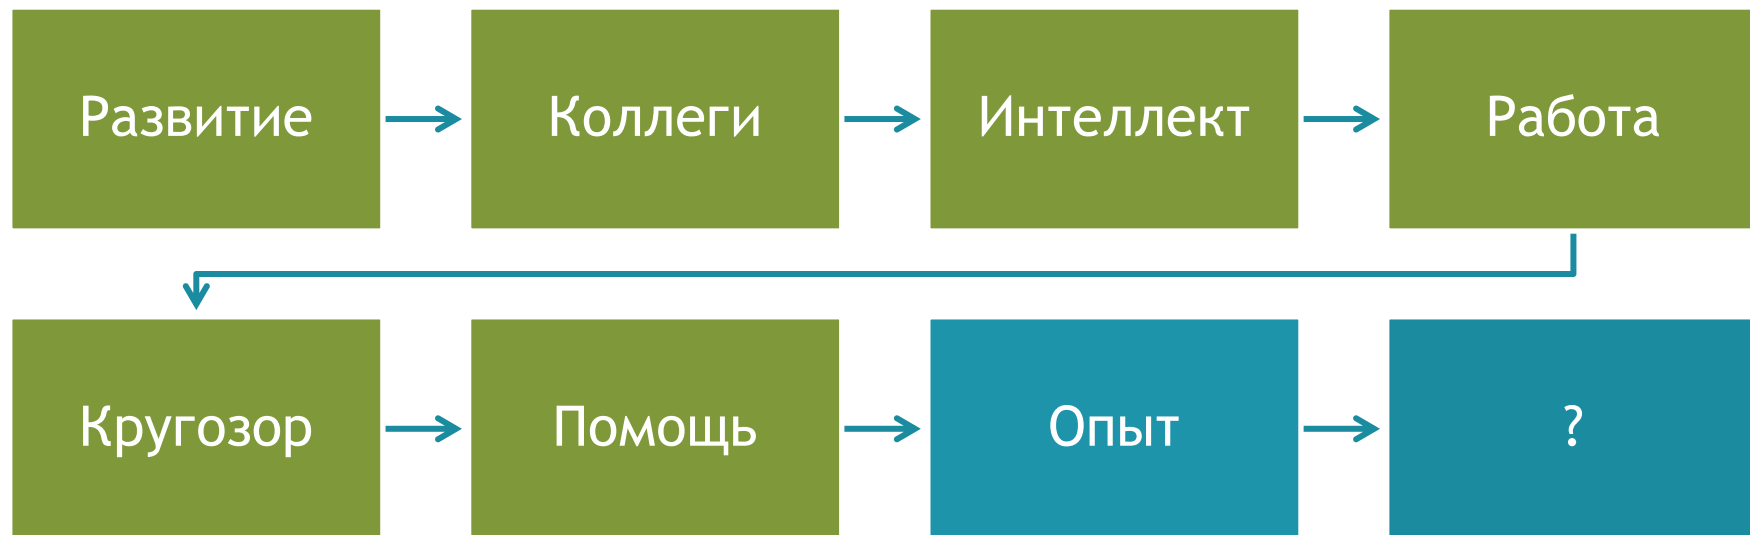 Развитие
Коллеги
Интеллект
Работа
Кругозор
Помощь
Опыт
?